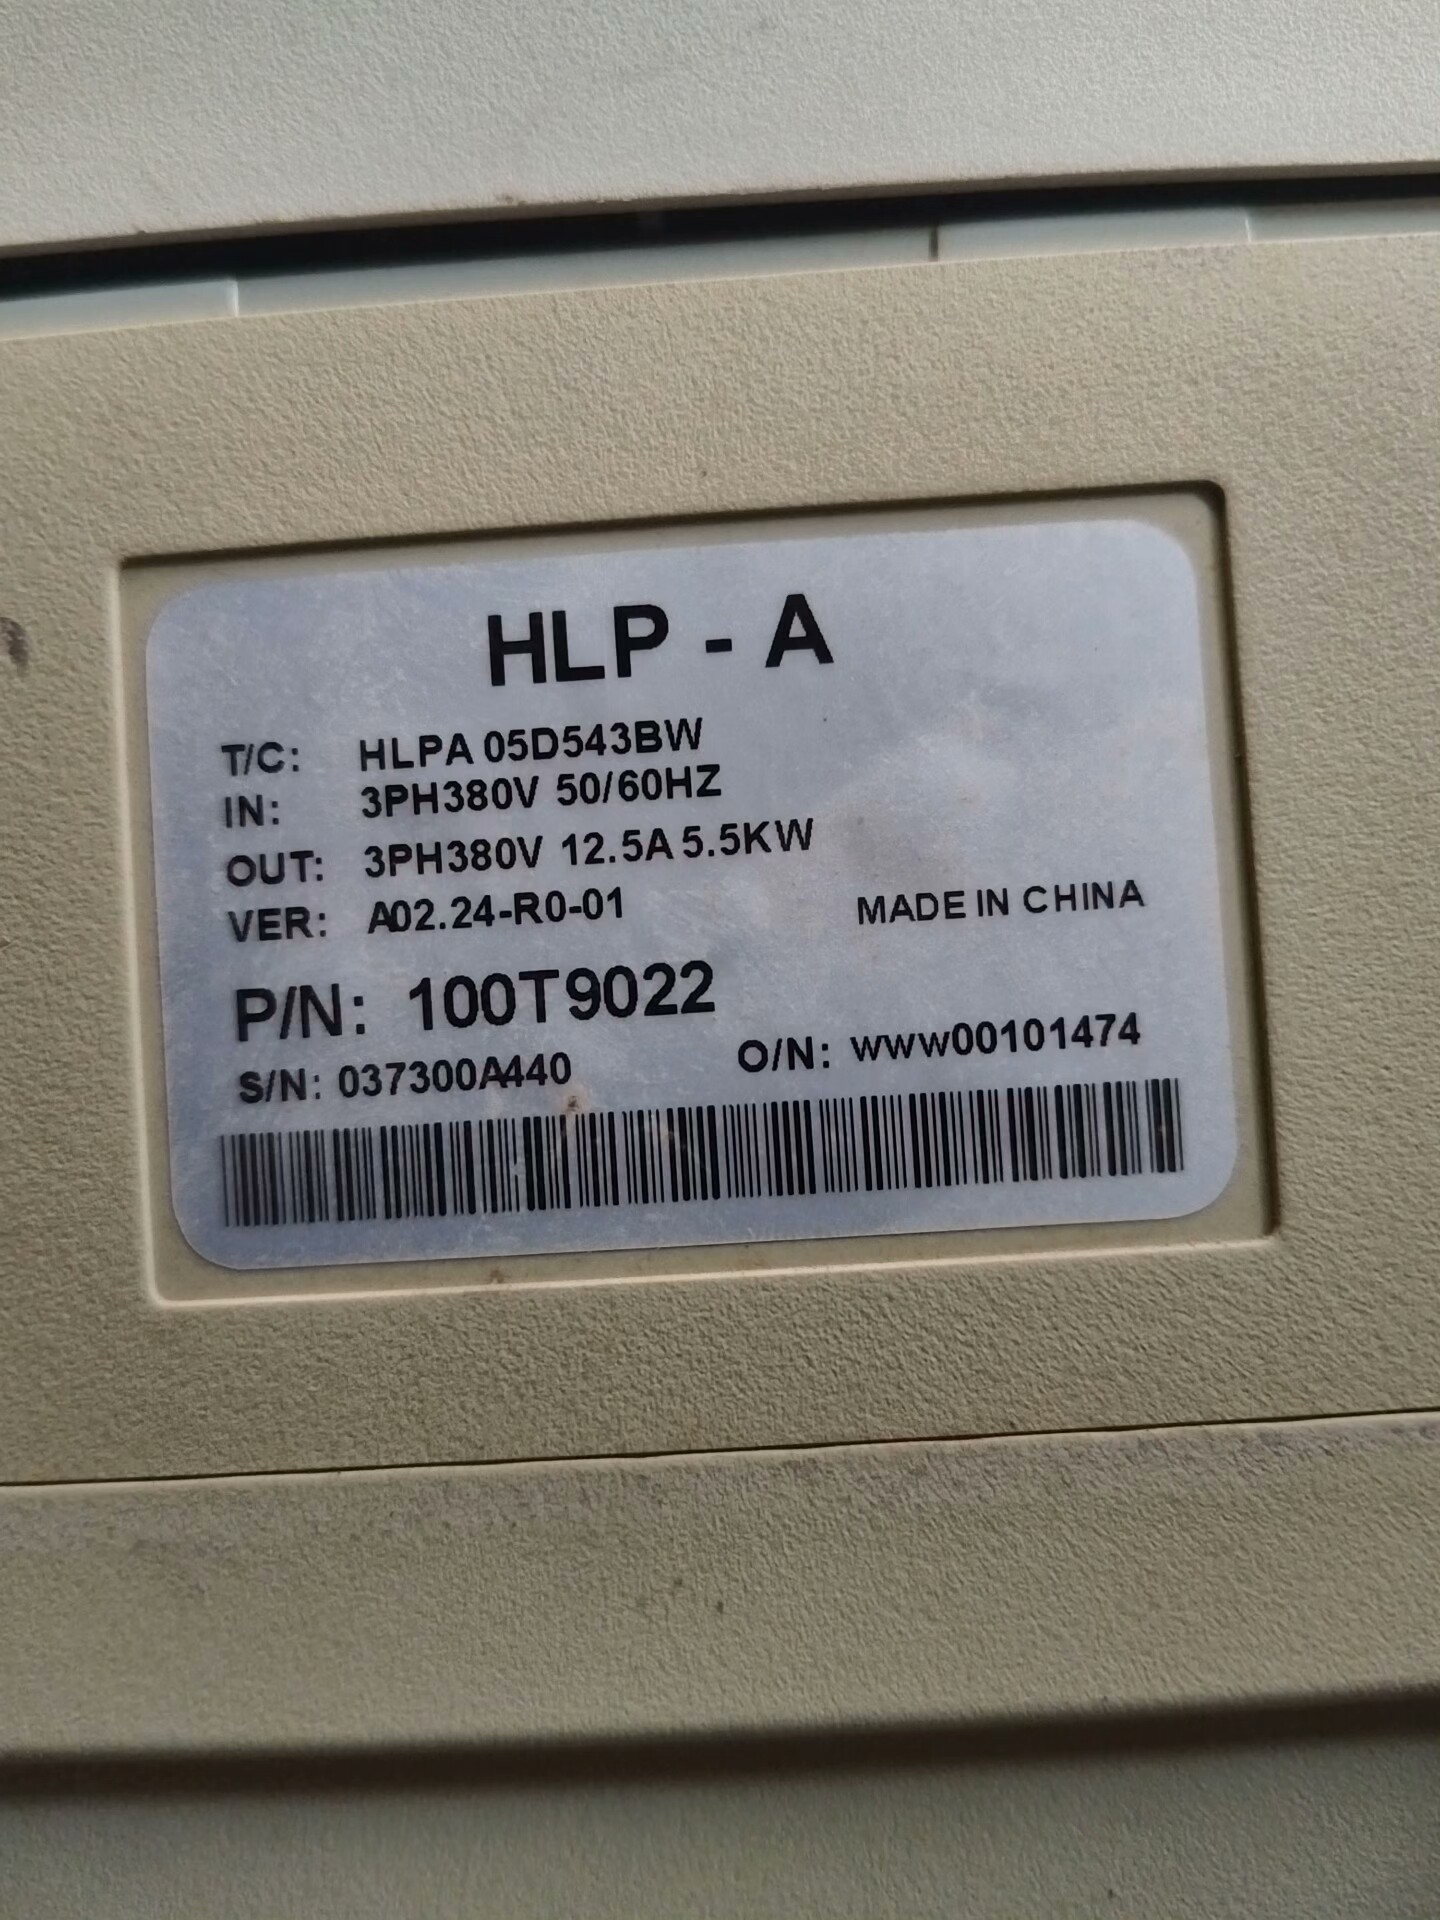 HLP - A
T/C: HLPA 05D543BW
IN: 3PH380V 50/60HZ
OUT: 3PH380V 12.5A 5.5KW
VER: A02.24-R0-01 MADE IN CHINA
P/N: 100T9022
S/N: 037300A440 O/N: WWW00101474